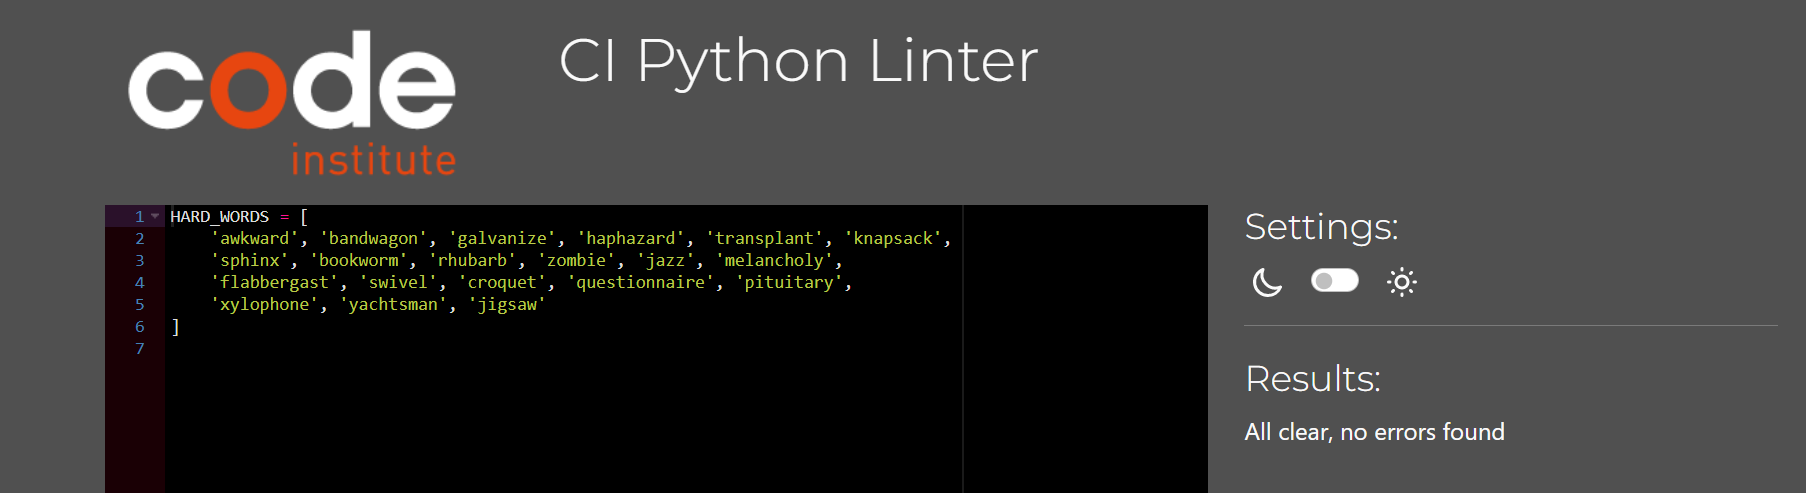 code
institute
CI Python Linter
1 HARD_WORDS = [
2 'awkward', 'bandwagon', 'galvanize', 'haphazard', 'transplant', 'knapsack',
3 'sphinx', 'bookworm', 'rhubarb', 'zombie', 'jazz', 'melancholy',
4 'flabbergast', 'swivel', 'croquet', 'questionnaire', 'pituitary',
5 'xylophone', 'yachtsman', 'jigsaw'
6 ]
7
Settings:
Results:
All clear, no errors found